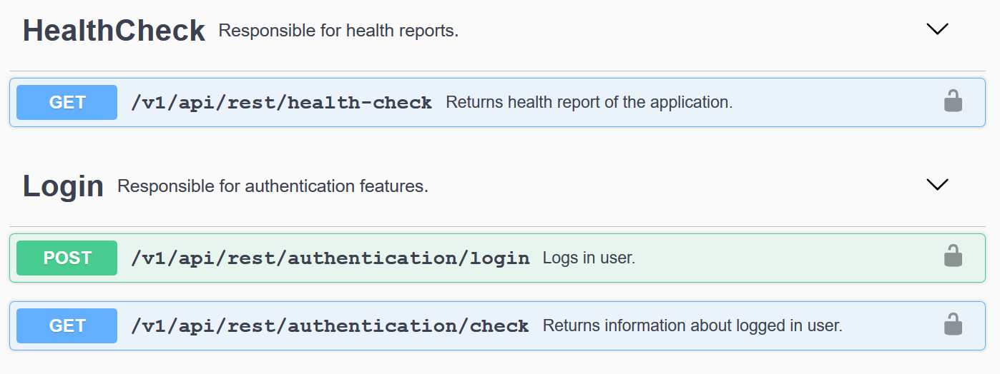 HealthCheck Responsible for health reports.
GET /v1/api/rest/health-check Returns health report of the application.
Login Responsible for authentication features.
POST /v1/api/rest/authentication/login Logs in user.
GET /v1/api/rest/authentication/check Returns information about logged in user.